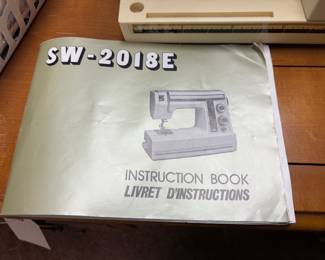 SW-2018E
INSTRUCTION BOOK
LIVRET D'INSTRUCTIONS